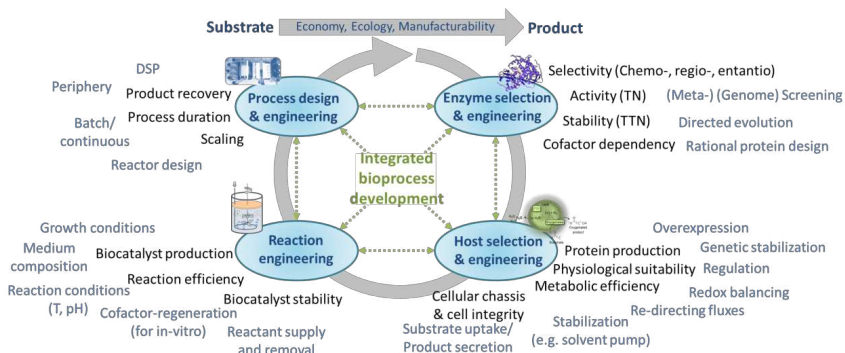 Substrate
Economy, Ecology, Manufacturability
Product
DSP
Periphery
Product recovery
Process duration
Batch/
continuous
Scaling
Reactor design
Process design
& engineering
Enzyme selection
& engineering
Selectivity (Chemo-, regio-, entantio)
Activity (TN)
(Meta-) (Genome) Screening
Stability (TTN)
Directed evolution
Cofactor dependency
Rational protein design
Integrated
bioprocess
development
Growth conditions
Medium
composition
Biocatalyst production
Reaction efficiency
Reaction conditions
(T, pH)
Biocatalyst stability
Cofactor-regeneration
(for in-vitro)
Reactant supply
and removal
Reaction
engineering
Host selection
& engineering
Overexpression
Protein production
Genetic stabilization
Physiological suitability
Regulation
Metabolic efficiency
Redox balancing
Cellular chassis
& cell integrity
Re-directing fluxes
Substrate uptake/
Product secretion
Stabilization
(e.g. solvent pump)